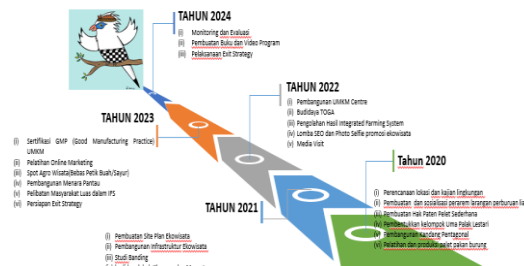 TAHUN 2024
(i) Monitoring dan Evaluasi
(ii) Pembuatan Buku dan Video Program
(iii) Pelaksanaan Exit Strategy
TAHUN 2022
(i) Pembangunan UMKM Centre
(ii) Budidaya TOGA
(iii) Pengolahan Hasil Integrated Farming System
(iv) Lomba SEO dan Photo Selfie promosi ekowisata
(v) Media Visit
TAHUN 2023
(i) Sertifikasi GMP (Good Manufacturing Practice)
UMKM
(ii) Pelatihan Online Marketing
(iii) Spot Agro Wisata(Bebas Petik Buah/Sayur)
(iv) Pembangunan Menara Pantau
(v) Pelibatan Masyarakat Luas dalam IFS
(vi) Persiapan Exit Strategy
Tahun 2020
(i) Perencanaan lokasi dan kajian lingkungan
(ii) Pembuatan dan sosialisasi perarem larangan perburuan lia
(iii) Pembuatan Hak Paten Pelet Sederhana
(iv) Pembentukkan kelompok Uma Palak Lestari
(v) Pembangunan Kandang Pentagonal
(vi) Pelatihan dan produksi pelet pakan burung
TAHUN 2021
(i) Pembuatan Site Plan Ekowisata
(ii) Pembangunan Infrastruktur Ekowisata
(iii) Studi Banding